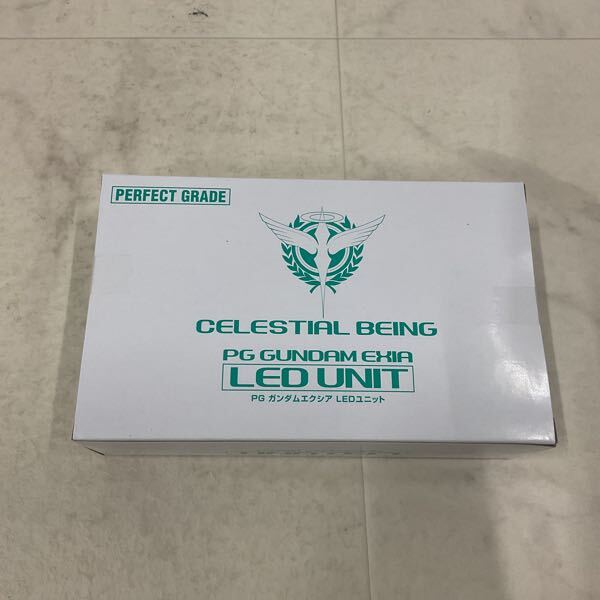 PERFECT GRADE
CELESTIAL BEING
PG GUNDAM EXIA
LED UNIT
PG ガンダムエクシア LEDユニット